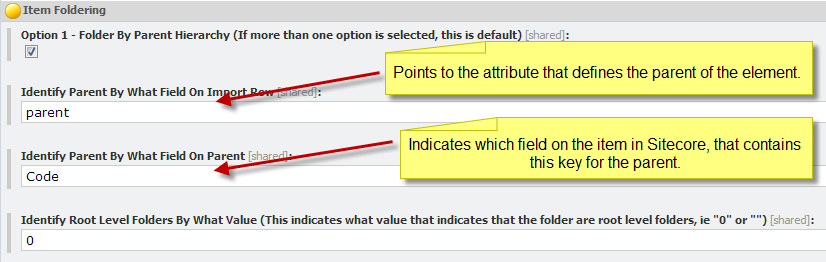 Item Foldering
Option 1 - Folder By Parent Hierarchy (If more than one option is selected, this is default) [shared]:
Points to the attribute that defines the parent of the element.
Identify Parent By What Field On Import Row [shared]:
parent
Indicates which field on the item in Sitecore, that contains
this key for the parent.
Identify Parent By What Field On Parent [shared]:
Code
Identify Root Level Folders By What Value (This indicates what value that indicates that the folder are root level folders, ie "0" or "") [shared]:
0